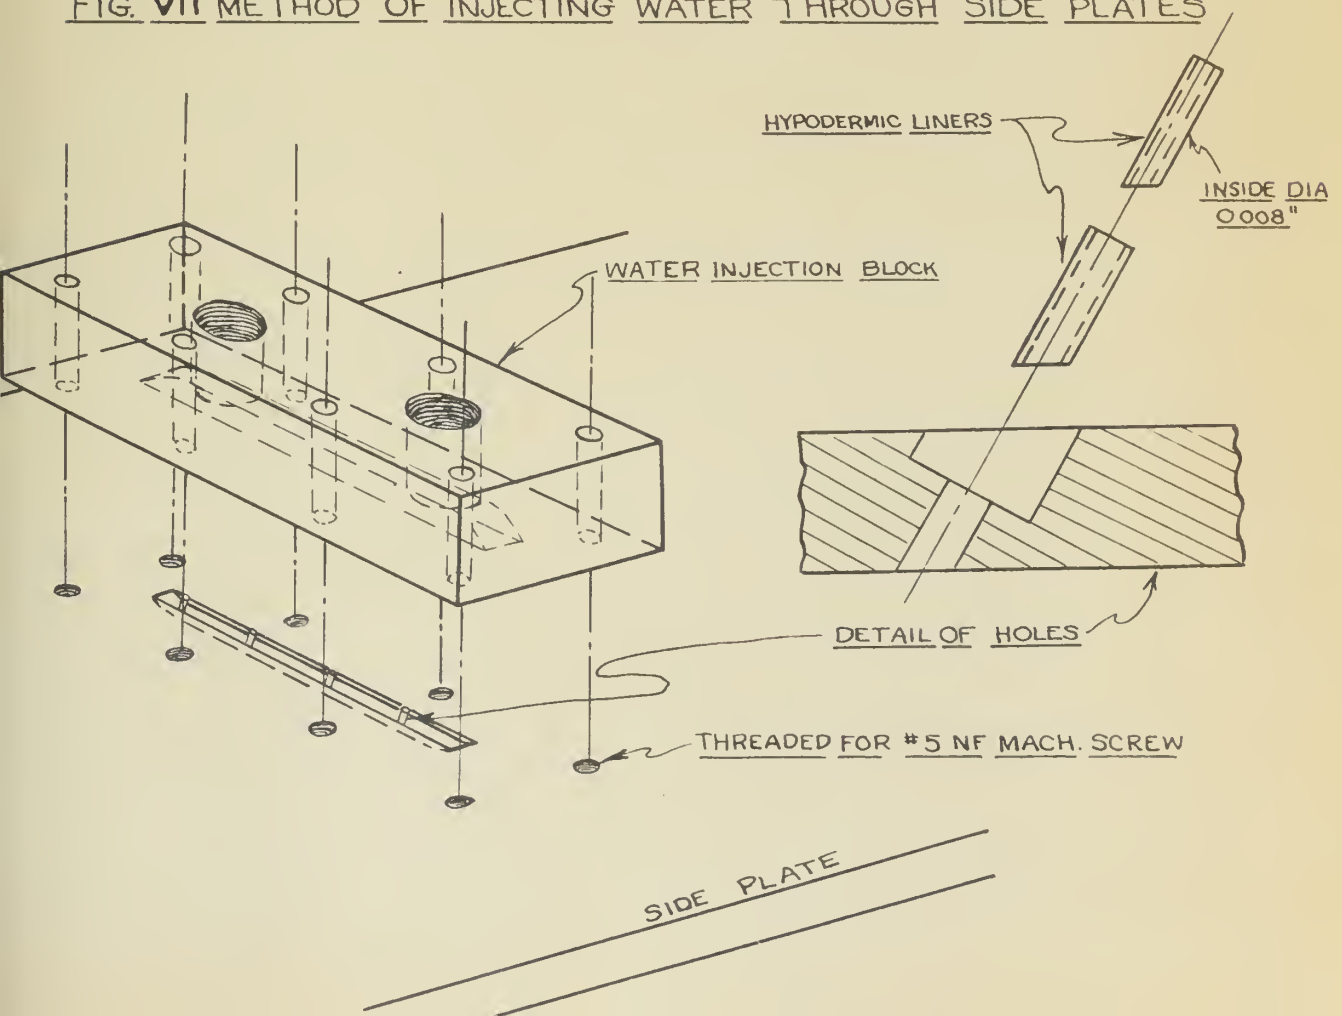 FIG. VII METHOD OF INJECTING WATER THROUGH SIDE PLATES
HYPODERMIC LINERS
INSIDE DIA
0 008"
WATER INJECTION BLOCK
DETAIL OF HOLES
THREADED FOR #5 NF MACH. SCREW
SIDE PLATE